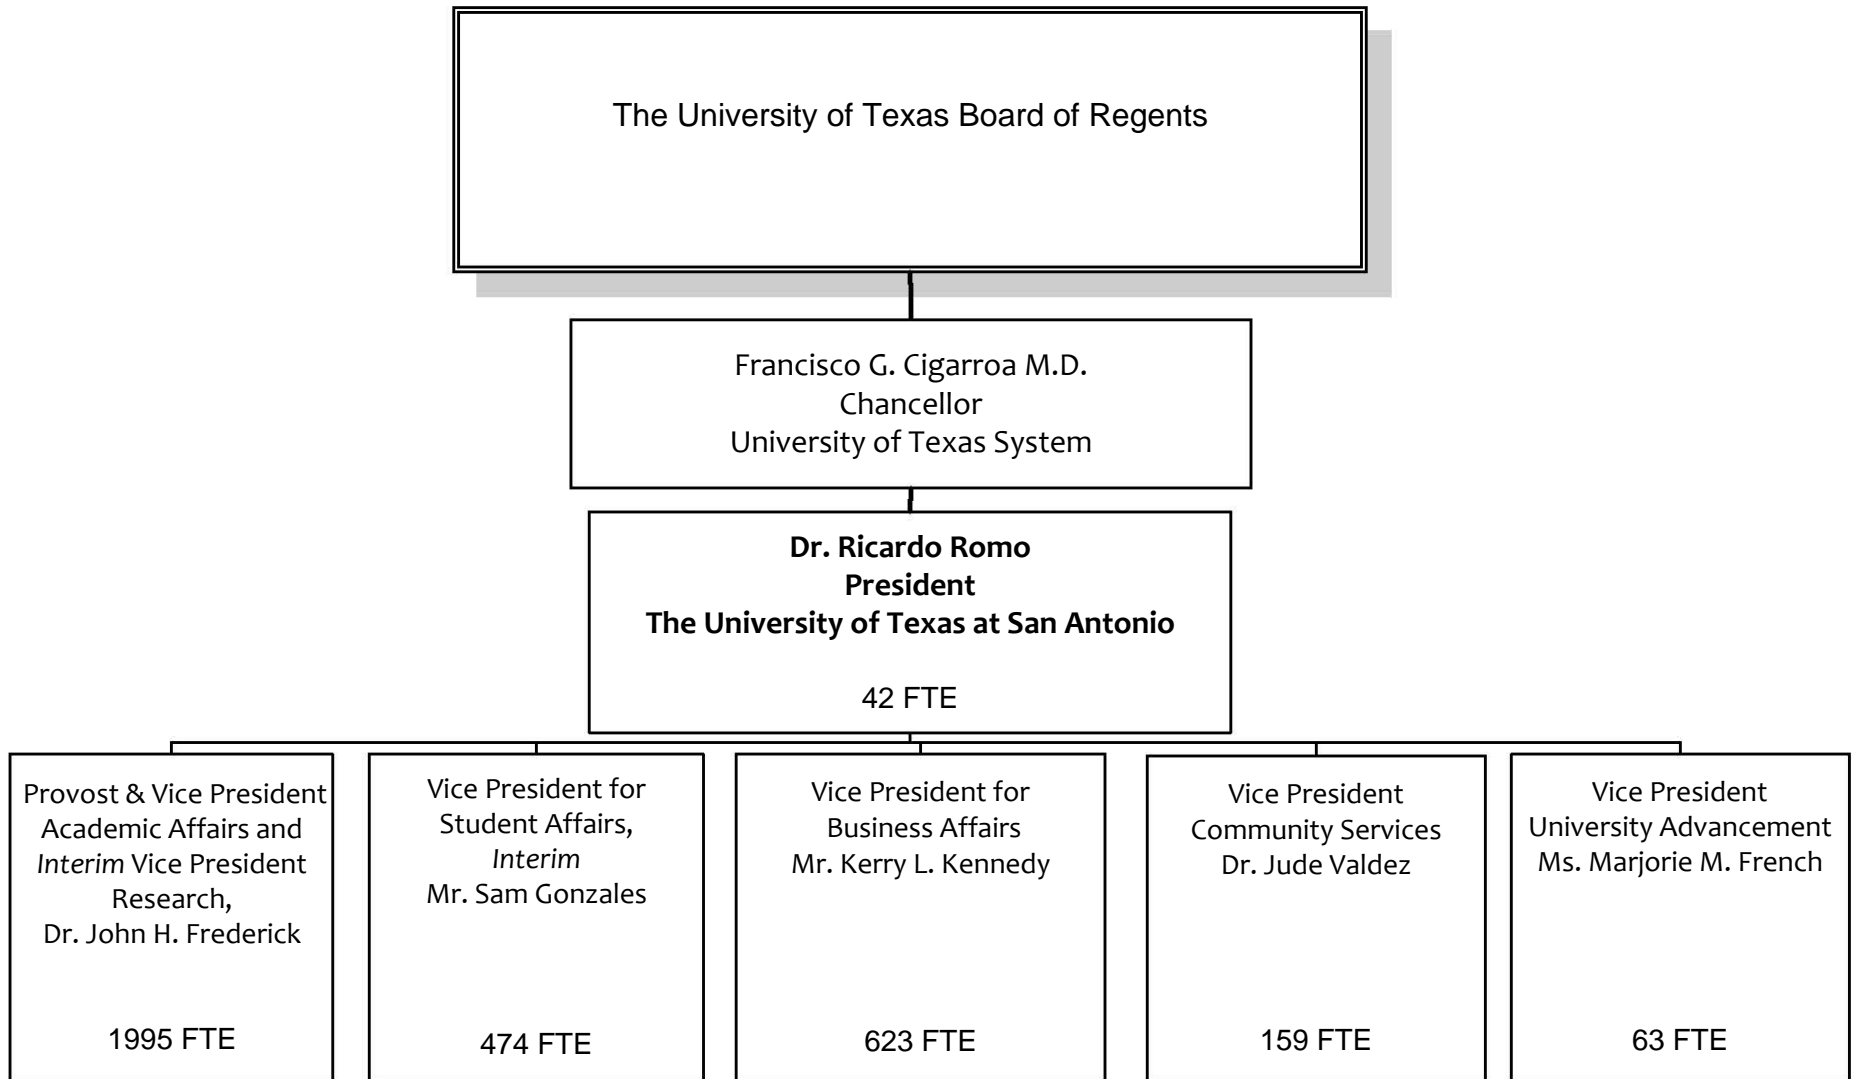 The University of Texas Board of Regents
Francisco G. Cigarroa M.D.
Chancellor
University of Texas System
Dr. Ricardo Romo
President
The University of Texas at San Antonio
42 FTE
Provost & Vice President
Academic Affairs and
Interim Vice President
Research,
Dr. John H. Frederick
1995 FTE
Vice President for
Student Affairs,
Interim
Mr. Sam Gonzales
474 FTE
Vice President for
Business Affairs
Mr. Kerry L. Kennedy
623 FTE
Vice President
Community Services
Dr. Jude Valdez
159 FTE
Vice President
University Advancement
Ms. Marjorie M. French
63 FTE